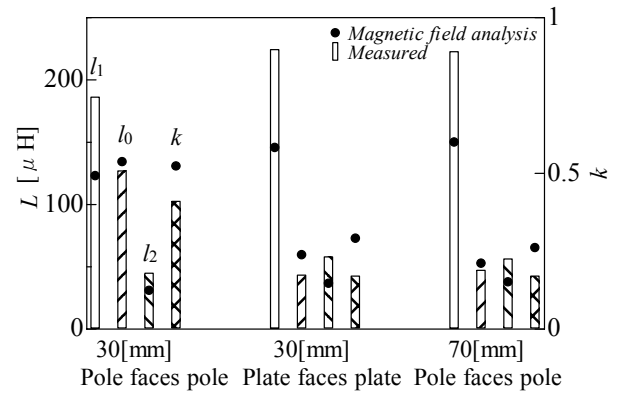 1
● Magnetic field analysis
▯ Measured
200
100
0
L [μH]
l1
l0
l2
k
0.5
0
k
30[mm] 30[mm] 70[mm]
Pole faces pole Plate faces plate Pole faces pole